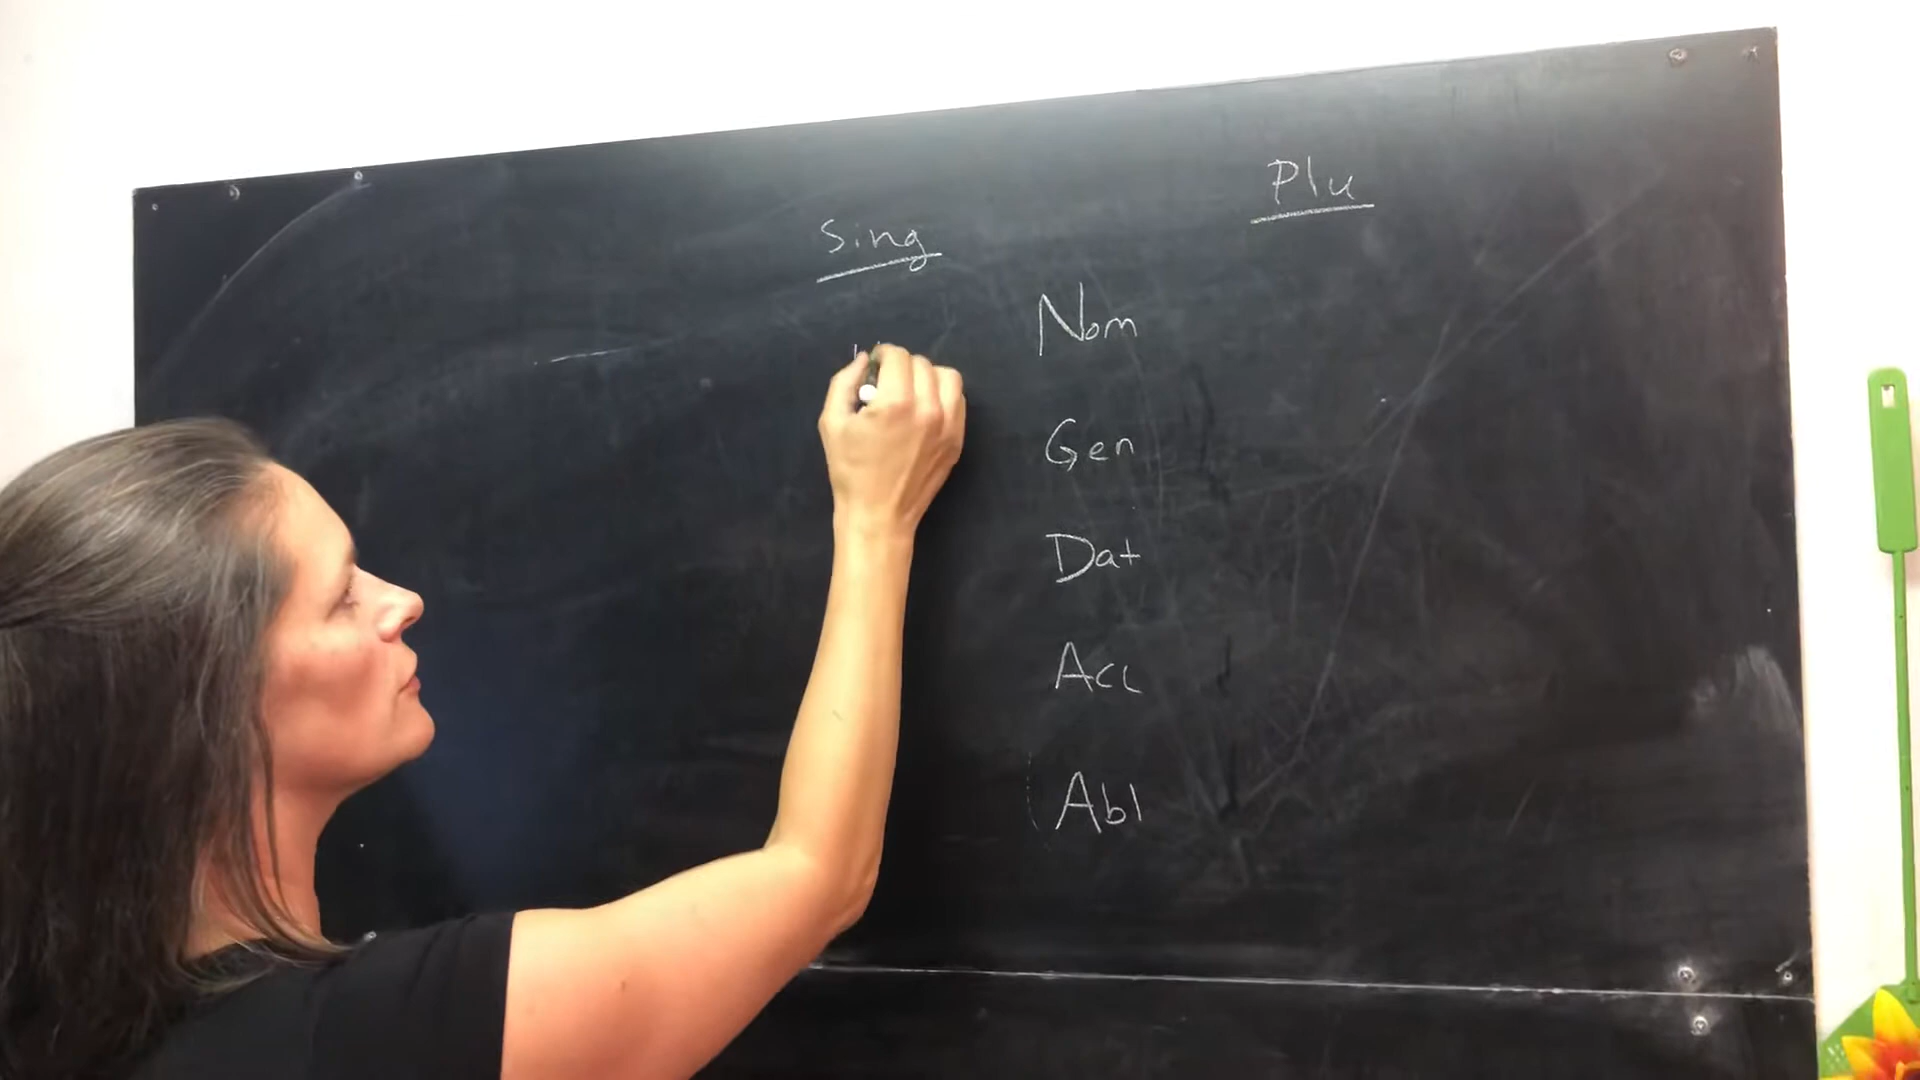 Sing Plu
Nom
Gen
Dat
Acc
Abl